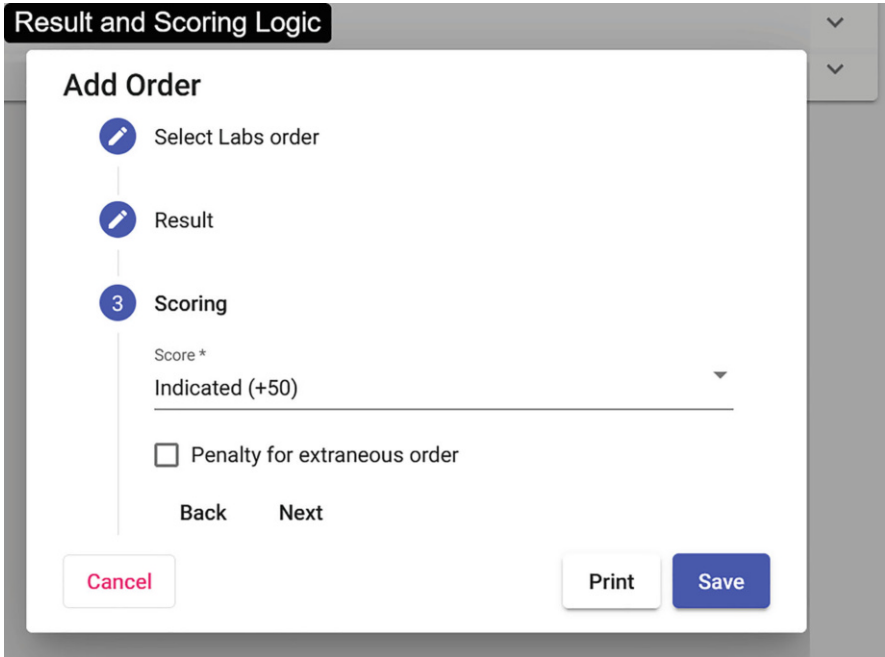 Result and Scoring Logic
Add Order
Select Labs order
Result
3 Scoring
Score *
Indicated (+50)
Penalty for extraneous order
Back Next
Cancel Print Save